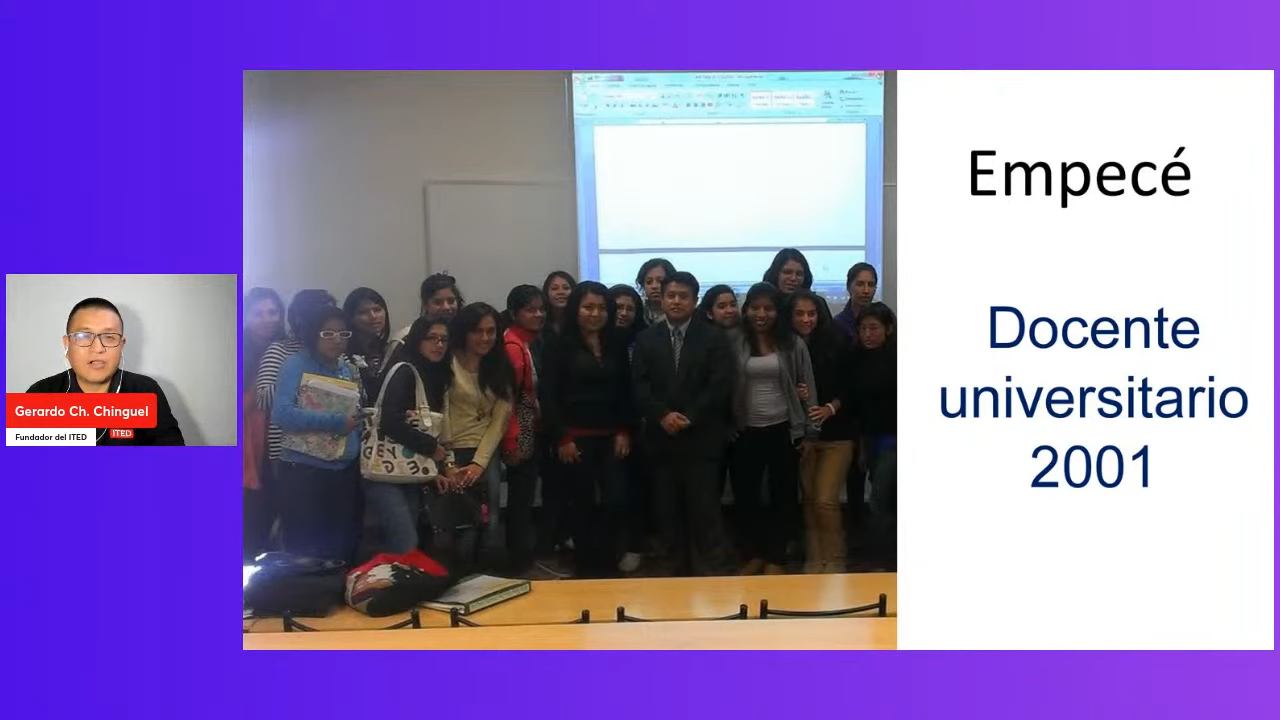 Empecé
Docente
universitario
2001
Gerardo Ch. Chinguel
Fundador del ITED
ITED